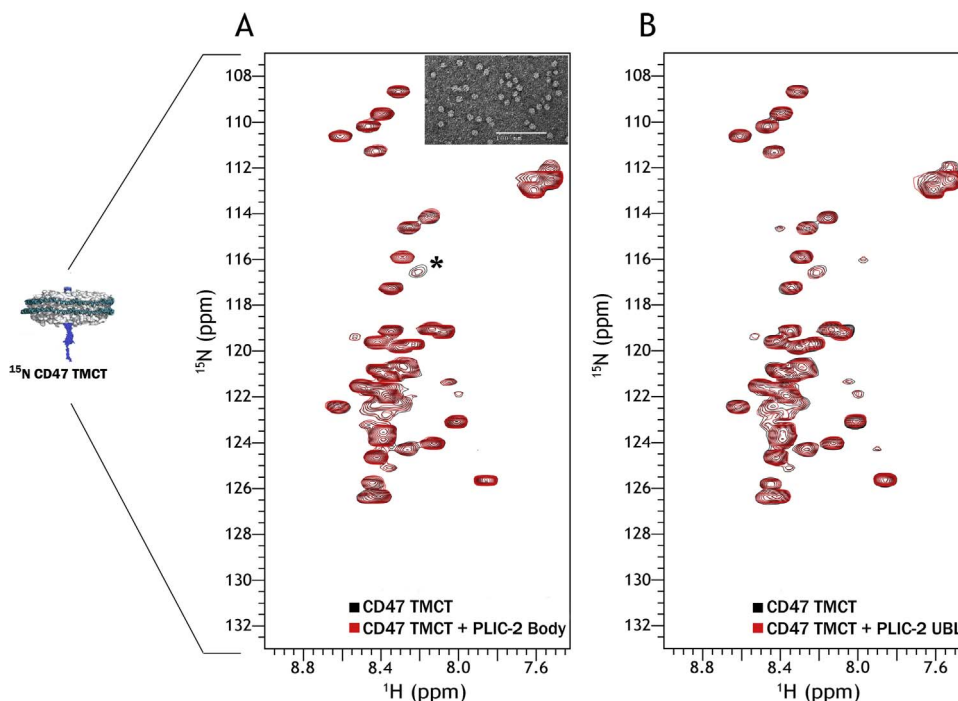 A
B
108
110
112
114
116
118
120
122
124
126
128
130
132
¹⁵N (ppm)
*
¹⁵N CD47 TMCT
CD47 TMCT
CD47 TMCT + PLIC-2 Body
8.8 8.4 8.0 7.6
¹H (ppm)
108
110
112
114
116
118
120
122
124
126
128
130
132
¹⁵N (ppm)
CD47 TMCT
CD47 TMCT + PLIC-2 UBL
8.8 8.4 8.0 7.6
¹H (ppm)